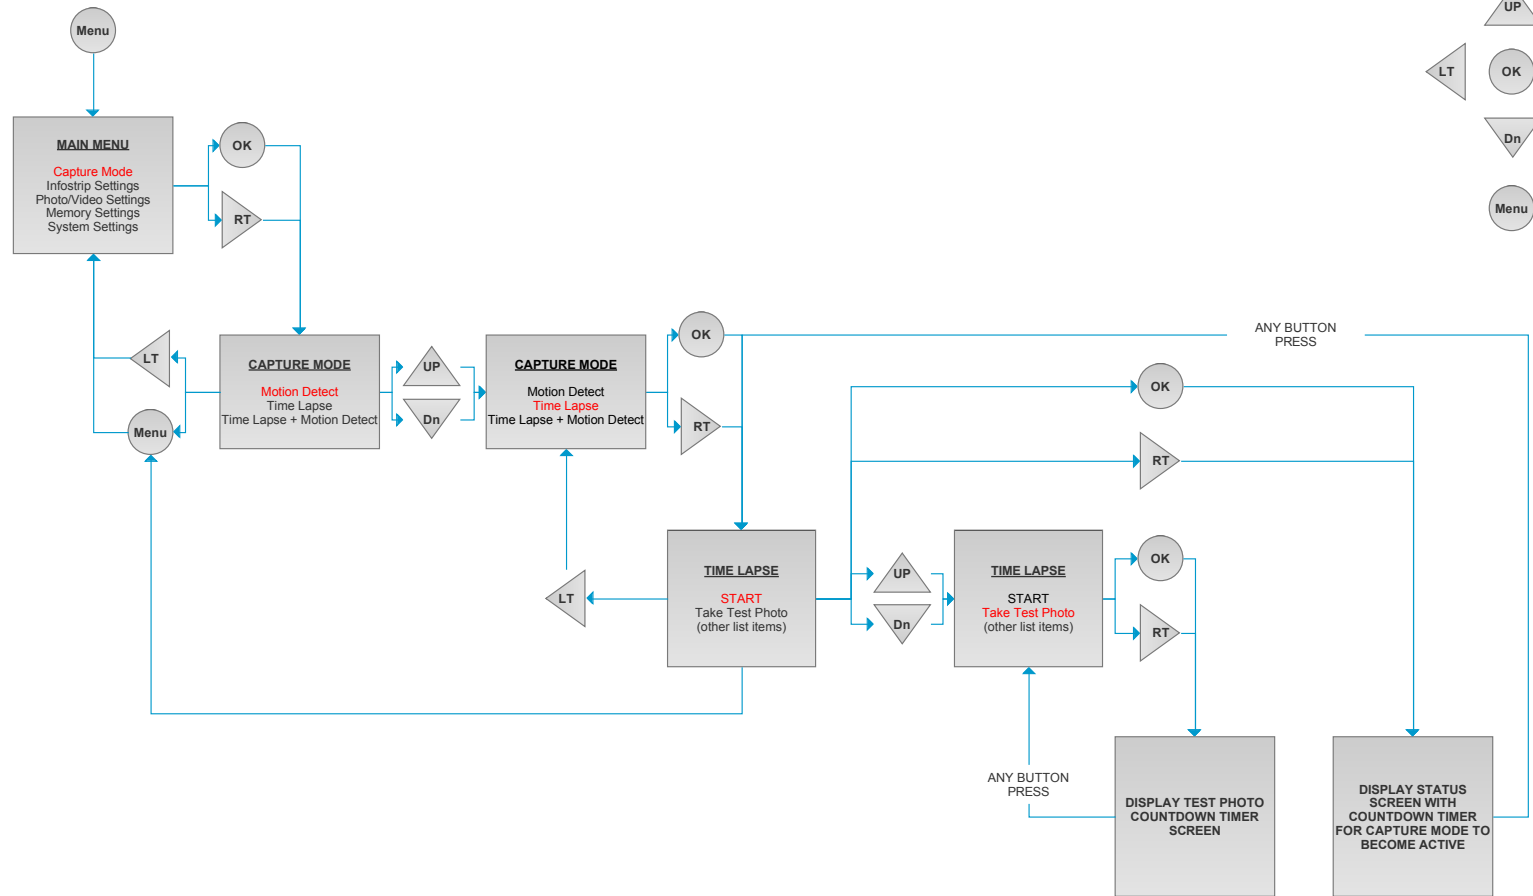 Menu
UP
LT
OK
Dn
Menu
MAIN MENU
Capture Mode
Infostrip Settings
Photo/Video Settings
Memory Settings
System Settings
OK
RT
LT
Menu
CAPTURE MODE
Motion Detect
Time Lapse
Time Lapse + Motion Detect
UP
Dn
CAPTURE MODE
Motion Detect
Time Lapse
Time Lapse + Motion Detect
OK
RT
ANY BUTTON
PRESS
OK
RT
LT
TIME LAPSE
START
Take Test Photo
(other list items)
UP
Dn
TIME LAPSE
START
Take Test Photo
(other list items)
OK
RT
ANY BUTTON
PRESS
DISPLAY TEST PHOTO
COUNTDOWN TIMER
SCREEN
DISPLAY STATUS
SCREEN WITH
COUNTDOWN TIMER
FOR CAPTURE MODE TO
BECOME ACTIVE